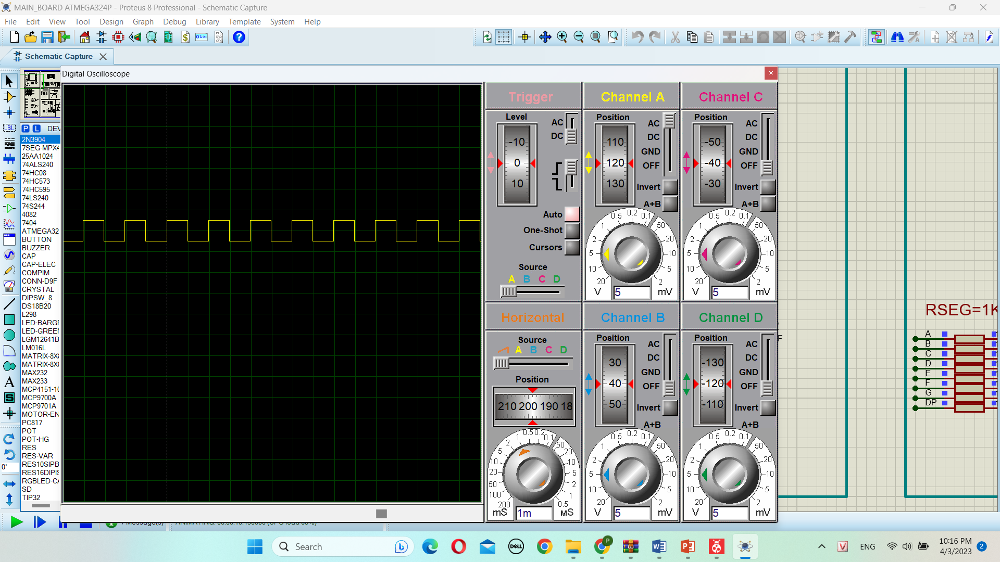 MAIN_BOARD ATMEGA324P - Proteus 8 Professional - Schematic Capture
File Edit View Tool Design Graph Debug Library Template System Help
Schematic Capture
Digital Oscilloscope
P L DEV
2N3904
7SEG-MPX4
25AA1024
74ALS240
74HC08
74HC573
74HC595
74LS240
74S244
4082
7404
ATMEGA32
BUTTON
BUZZER
CAP
CAP-ELEC
COMPIM
CONN-D9F
CRYSTAL
DIPSW_8
DS18B20
L298
LED-BARG
LED-GREE
LGM12641B
LM016L
MATRIX-8X
MATRIX-8X
MAX232
MAX233
MCP4151-10
MCP9700A
MCP9701A
MOTOR-EN
PC817
POT
POT-HG
RES
RES-VAR
RES10SIPB
RES16DIPIS
RGBLED-CA
SD
TIP32
LBL
A
S
0°
Trigger
Level
-10
0
10
AC
DC
Auto
One-Shot
Cursors
Source
A B C D
Channel A
Position
110
120
130
AC
DC
GND
OFF
Invert
A+B
20 10 5 2 1 0.5 0.2 0.1 50 20 10 5 2
V 5 mV
Channel C
Position
-50
-40
-30
AC
DC
GND
OFF
Invert
A+B
20 10 5 2 1 0.5 0.2 0.1 50 20 10 5 2
V 5 mV
Horizontal
Source
A B C D
Position
210 200 190 18
200 100 50 20 10 5 2 1 0.5 0.2 0.1 50 20 10 5 2 1 0.5
mS 1m µS
Channel B
Position
30
40
50
AC
DC
GND
OFF
Invert
A+B
20 10 5 2 1 0.5 0.2 0.1 50 20 10 5 2
V 5 mV
Channel D
Position
-130
-120
-110
AC
DC
GND
OFF
Invert
A+B
20 10 5 2 1 0.5 0.2 0.1 50 20 10 5 2
V 5 mV
F
RSEG=1K
A
B
C
D
E
F
G
DP
Search
DELL
ENG
10:16 PM
4/3/2023
2